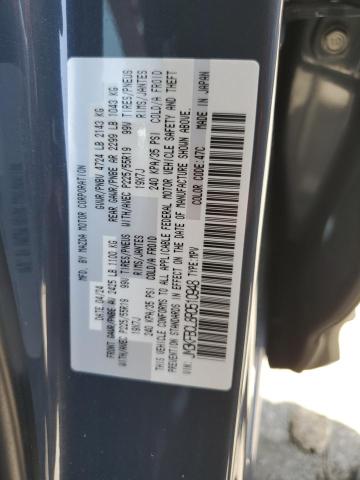 MFD. BY MAZDA MOTOR CORPORATION
DATE: 04/24 GWR/PNBV 4724 LB 2143 KG
FRONT GAWR/PNBE AV 2425 LB 1100 KG REAR GAWR/PNBE AR 2299 LB 1043 KG
WITH/AVEC P225/55R19 99V TIRES/PNEUS WITH/AVEC P225/55R19 99V TIRES/PNEUS
19X7J RIMS/JANTES 19X7J RIMS/JANTES
240 KPA/35 PSI COLD/A FROID 240 KPA/35 PSI COLD/A FROID
THIS VEHICLE CONFORMS TO ALL APPLICABLE FEDERAL MOTOR VEHICLE SAFETY AND THEFT
PREVENTION STANDARDS IN EFFECT ON THE DATE OF MANUFACTURE SHOWN ABOVE.
COLOR CODE: 47C MADE IN JAPAN
VIN: TYPE: MPV